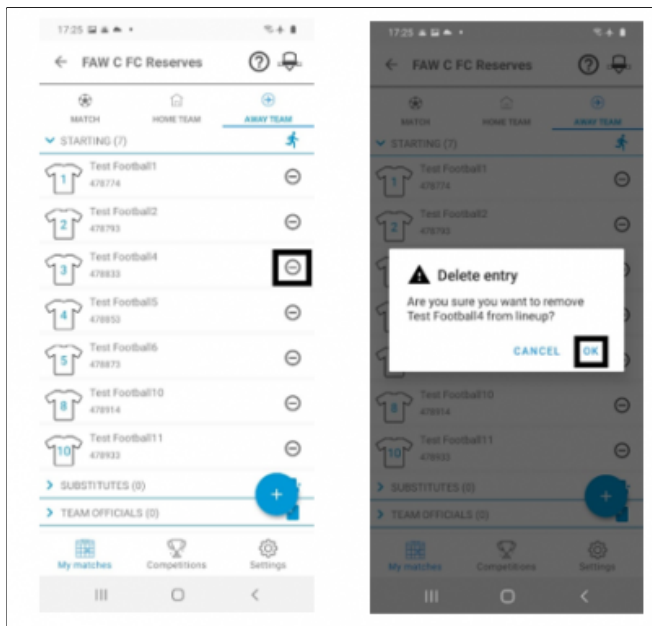 17:25
FAW C FC Reserves
MATCH HOME TEAM AWAY TEAM
STARTING (7)
1 Test Football1
478774
2 Test Football2
478793
3 Test Football4
478833
4 Test Football5
478853
5 Test Football6
478873
8 Test Football10
478914
10 Test Football11
478933
SUBSTITUTES (0)
+
TEAM OFFICIALS (0)
My matches Competitions Settings
17:25
FAW C FC Reserves
MATCH HOME TEAM AWAY TEAM
STARTING (7)
1 Test Football1
478774
2 Test Football2
478793
Delete entry
Are you sure you want to remove
Test Football4 from lineup?
CANCEL OK
8 Test Football10
478914
10 Test Football11
478933
SUBSTITUTES (0)
+
TEAM OFFICIALS (0)
My matches Competitions Settings